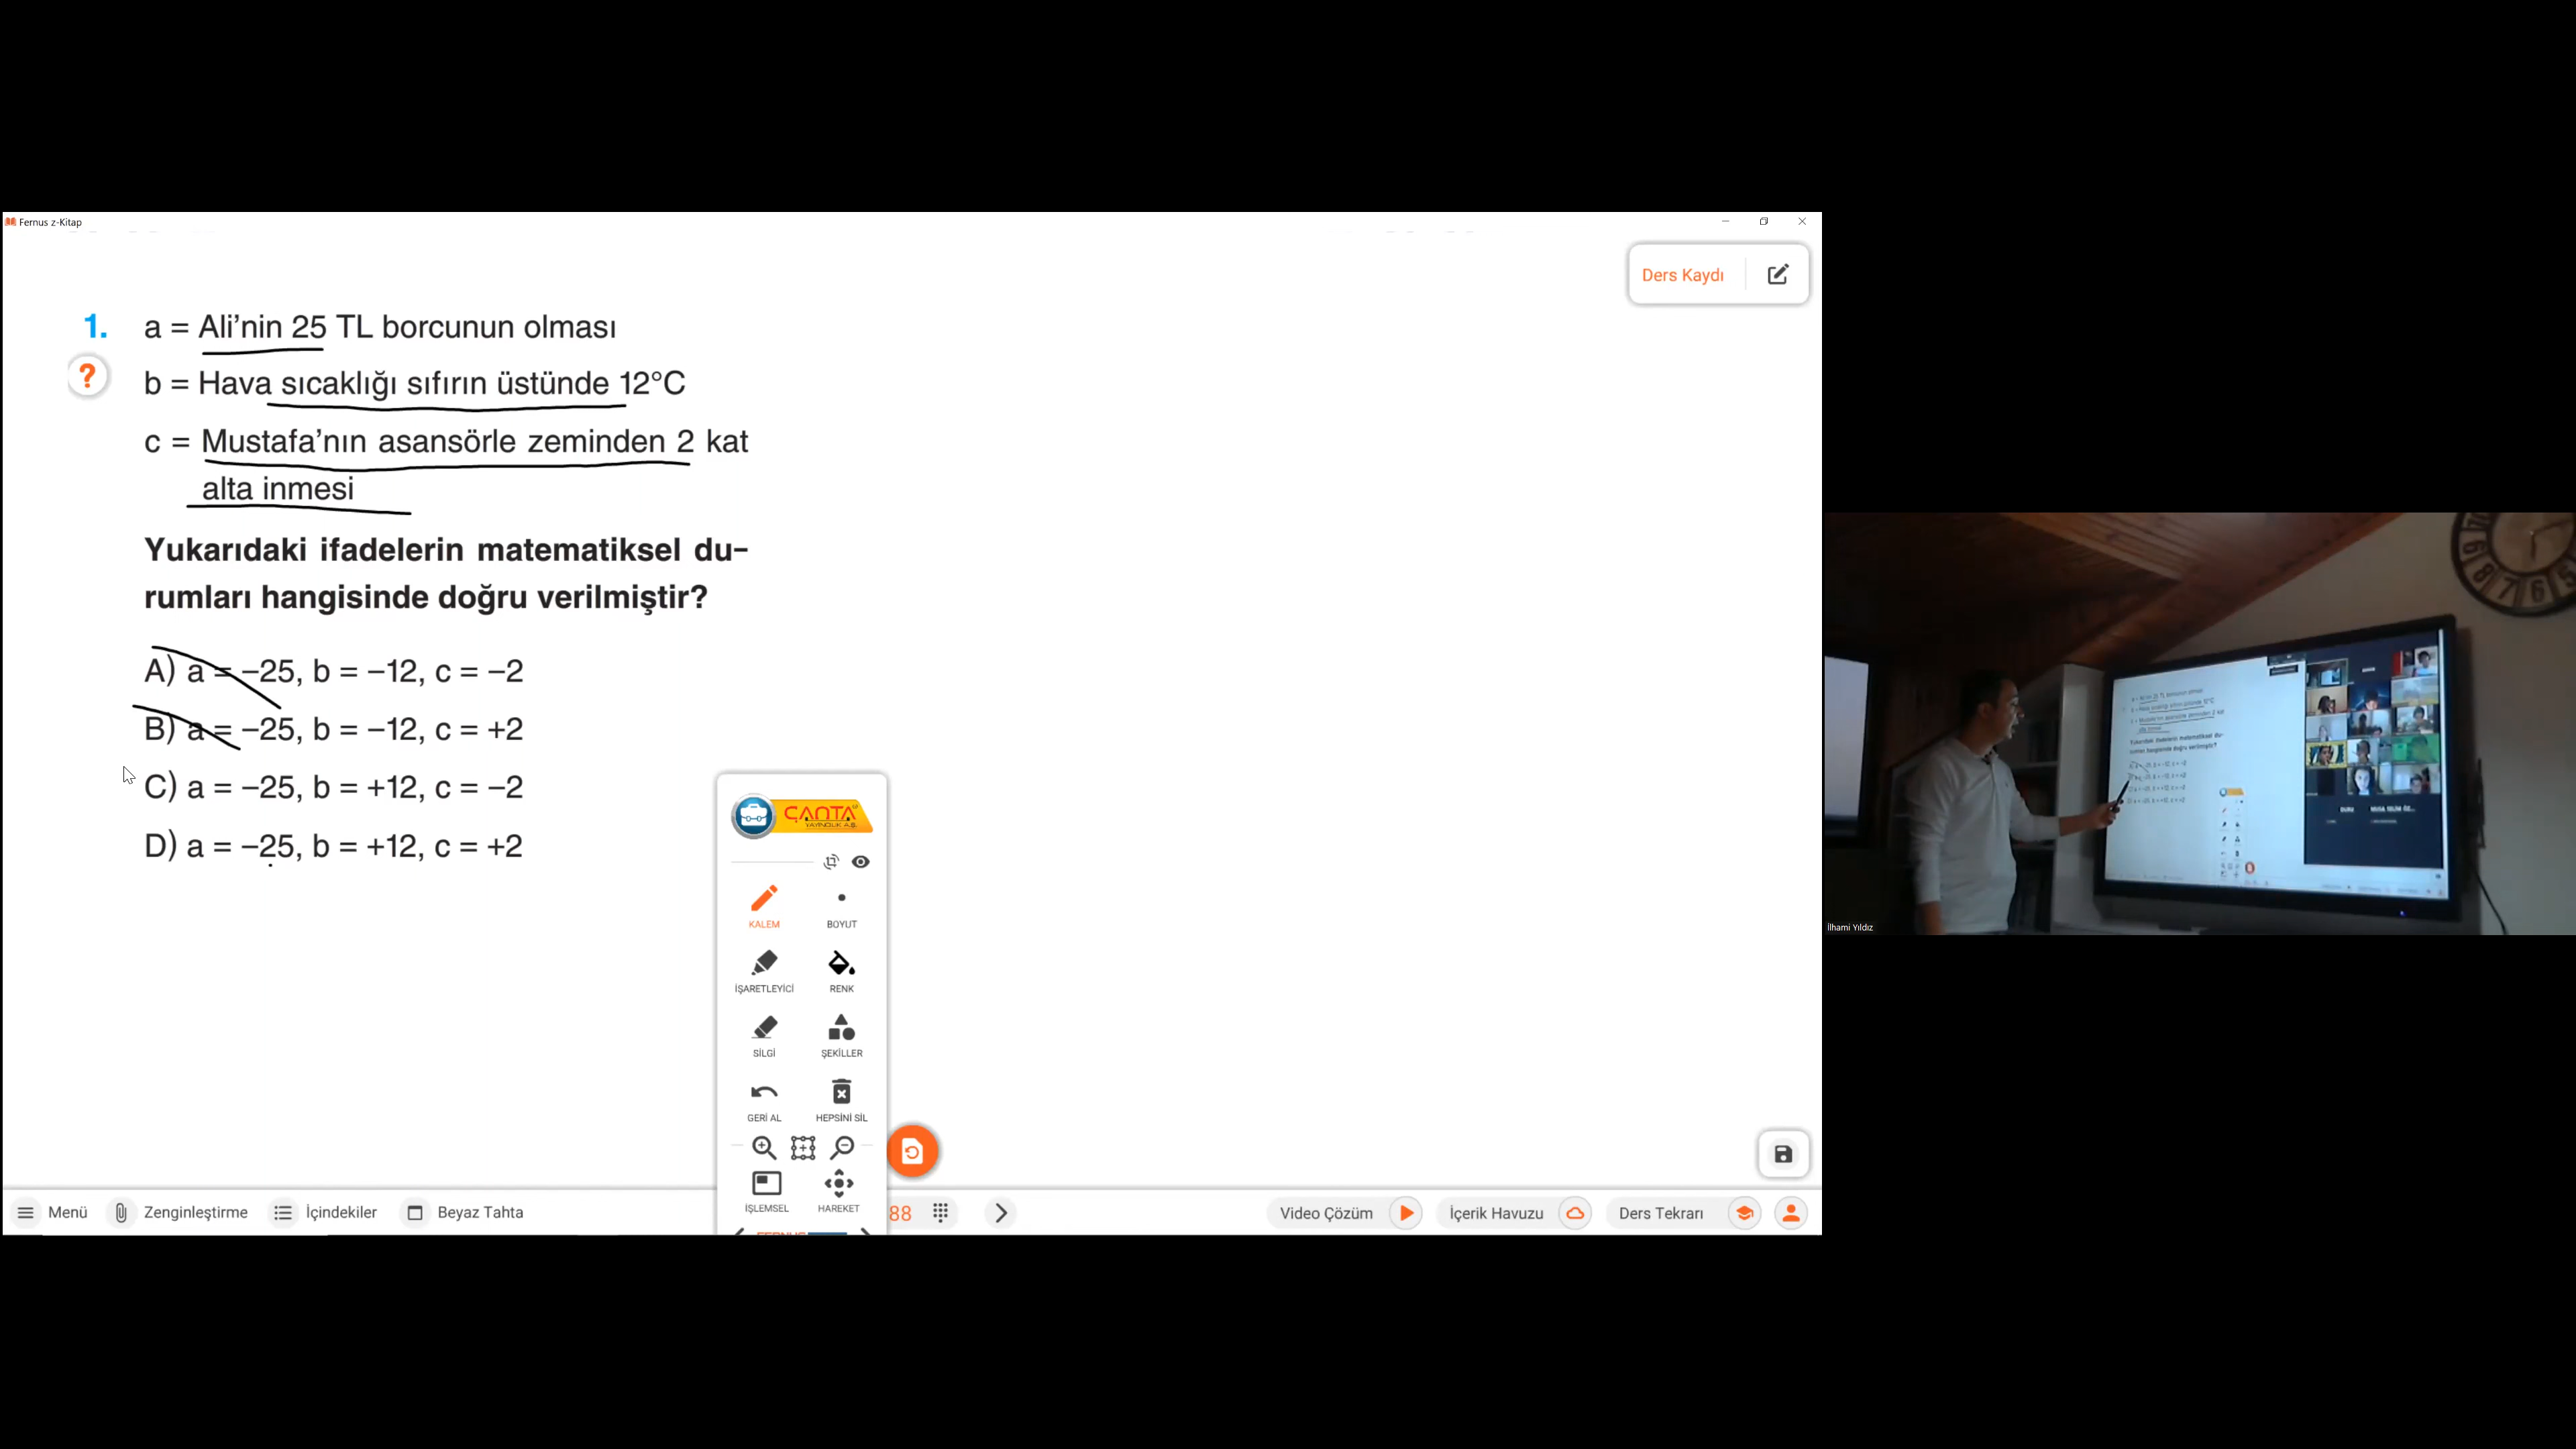 Fernus z-Kitap
Ders Kaydı
1. a = Ali'nin 25 TL borcunun olması
? b = Hava sıcaklığı sıfırın üstünde 12°C
c = Mustafa'nın asansörle zeminden 2 kat
alta inmesi
Yukarıdaki ifadelerin matematiksel du-
rumları hangisinde doğru verilmiştir?
A) a = −25, b = −12, c = −2
B) a = −25, b = −12, c = +2
C) a = −25, b = +12, c = −2
D) a = −25, b = +12, c = +2
ÇANTA
YAYINCILIK A.Ş.
KALEM BOYUT
İŞARETLEYİCİ RENK
SİLGİ ŞEKİLLER
GERİ AL HEPSİNİ SİL
İŞLEMSEL HAREKET
FERNUS
Menü Zenginleştirme İçindekiler Beyaz Tahta 88 Video Çözüm İçerik Havuzu Ders Tekrarı
İlhami Yıldız